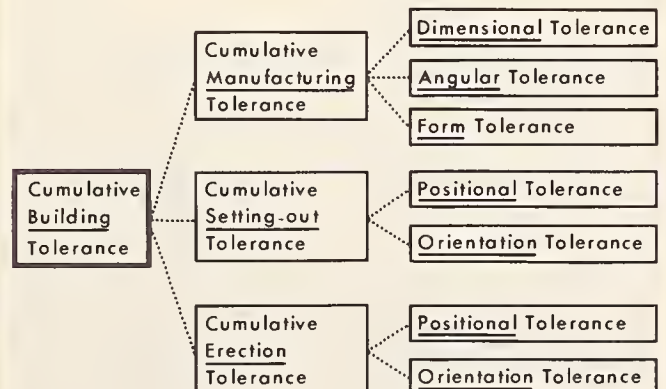 Cumulative
Building
Tolerance
Cumulative
Manufacturing
Tolerance
Dimensional Tolerance
Angular Tolerance
Form Tolerance
Cumulative
Setting-out
Tolerance
Positional Tolerance
Orientation Tolerance
Cumulative
Erection
Tolerance
Positional Tolerance
Orientation Tolerance